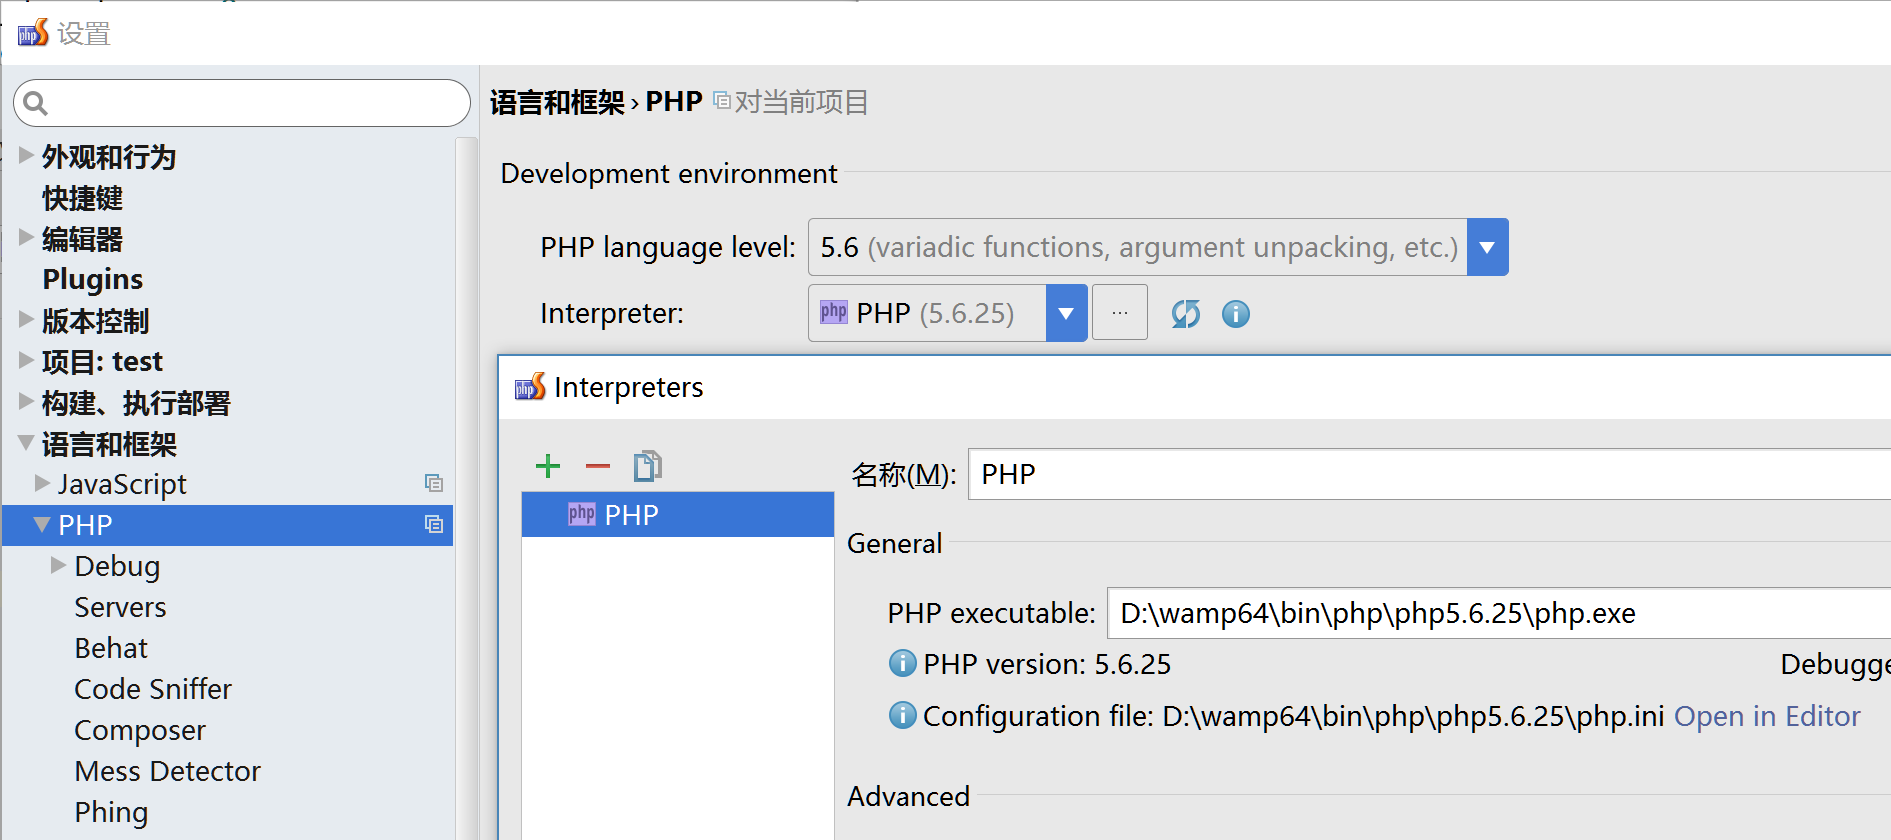 设置
语言和框架 › PHP 对当前项目
外观和行为
快捷键
编辑器
Plugins
版本控制
项目: test
构建、执行部署
语言和框架
JavaScript
PHP
Debug
Servers
Behat
Code Sniffer
Composer
Mess Detector
Phing
Development environment
PHP language level: 5.6 (variadic functions, argument unpacking, etc.)
Interpreter: php PHP (5.6.25) ...
Interpreters
php PHP
名称(M): PHP
General
PHP executable: D:\wamp64\bin\php\php5.6.25\php.exe
PHP version: 5.6.25
Configuration file: D:\wamp64\bin\php\php5.6.25\php.ini Open in Editor
Advanced